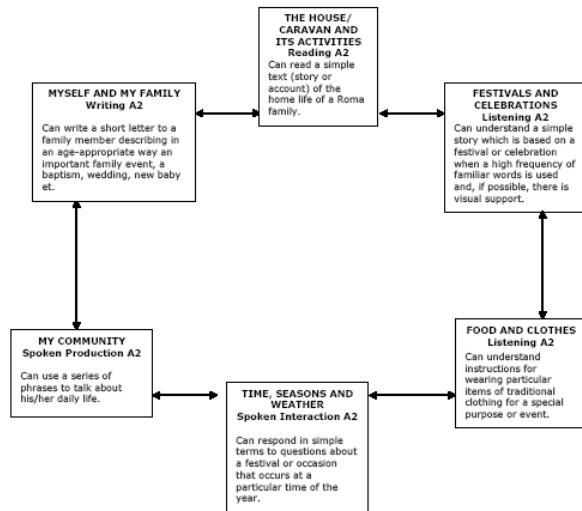 THE HOUSE/
CARAVAN AND
ITS ACTIVITIES
Reading A2
Can read a simple
text (story or
account) of the
home life of a Roma
family.
MYSELF AND MY FAMILY
Writing A2
Can write a short letter to a
family member describing in
an age-appropriate way an
important family event, a
baptism, wedding, new baby
et.
FESTIVALS AND
CELEBRATIONS
Listening A2
Can understand a simple
story which is based on a
festival or celebration
when a high frequency of
familiar words is used
and, if possible, there is
visual support.
MY COMMUNITY
Spoken Production A2
Can use a series of
phrases to talk about
his/her daily life.
FOOD AND CLOTHES
Listening A2
Can understand
instructions for
wearing particular
items of traditional
clothing for a special
purpose or event.
TIME, SEASONS AND
WEATHER
Spoken Interaction A2
Can respond in simple
terms to questions about
a festival or occasion
that occurs at a
particular time of the
year.